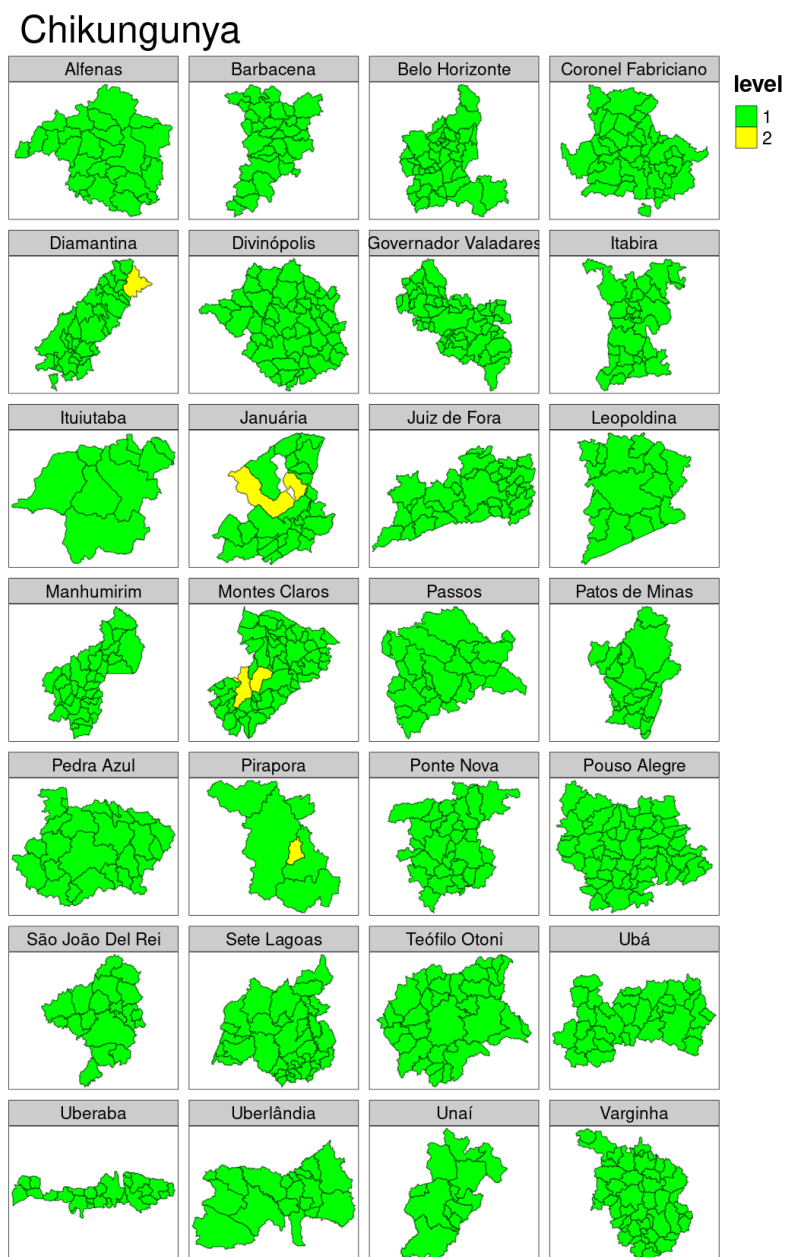 Chikungunya
Alfenas
Barbacena
Belo Horizonte
Coronel Fabriciano
level
1
2
Diamantina
Divinópolis
Governador Valadares
Itabira
Ituiutaba
Januária
Juiz de Fora
Leopoldina
Manhumirim
Montes Claros
Passos
Patos de Minas
Pedra Azul
Pirapora
Ponte Nova
Pouso Alegre
São João Del Rei
Sete Lagoas
Teófilo Otoni
Ubá
Uberaba
Uberlândia
Unaí
Varginha